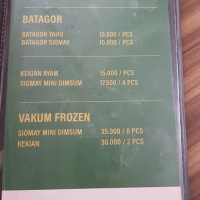 BATAGOR
BATAGOR TAHU 10.000 / PCS
BATAGOR SIOMAY 10.000 / PCS
KEKIAN AYAM 15.000 / PCS
SIOMAY MINI DIMSUM 17.500 / 4 PCS
VAKUM FROZEN
SIOMAY MINI DIMSUM 35.000 / 8 PCS
KEKIAN 30.000 / 2 PCS